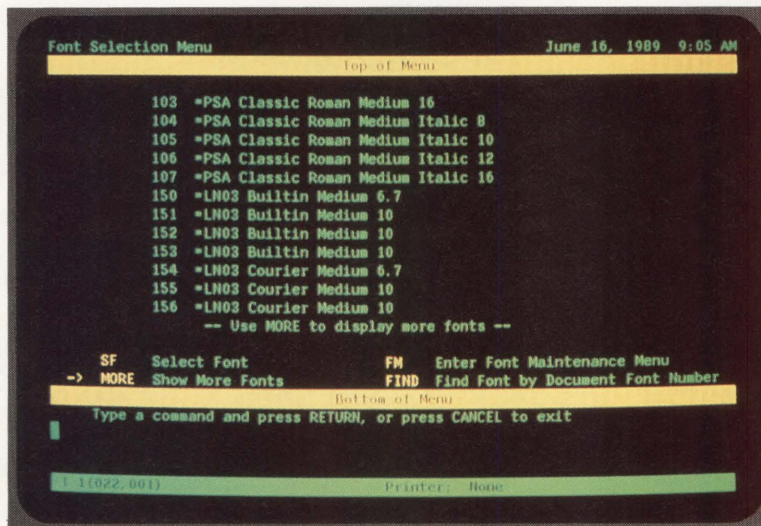 Font Selection Menu June 16, 1989 9:05 AM
Top of Menu
103 *PSA Classic Roman Medium 16
104 *PSA Classic Roman Medium Italic 8
105 *PSA Classic Roman Medium Italic 10
106 *PSA Classic Roman Medium Italic 12
107 *PSA Classic Roman Medium Italic 16
150 *LN03 Builtin Medium 6.7
151 *LN03 Builtin Medium 10
152 *LN03 Builtin Medium 10
153 *LN03 Builtin Medium 10
154 *LN03 Courier Medium 6.7
155 *LN03 Courier Medium 10
156 *LN03 Courier Medium 10
-- Use MORE to display more fonts --
SF Select Font FM Enter Font Maintenance Menu
-> MORE Show More Fonts FIND Find Font by Document Font Number
Bottom of Menu
Type a command and press RETURN, or press CANCEL to exit
1(022,001) Printer: None